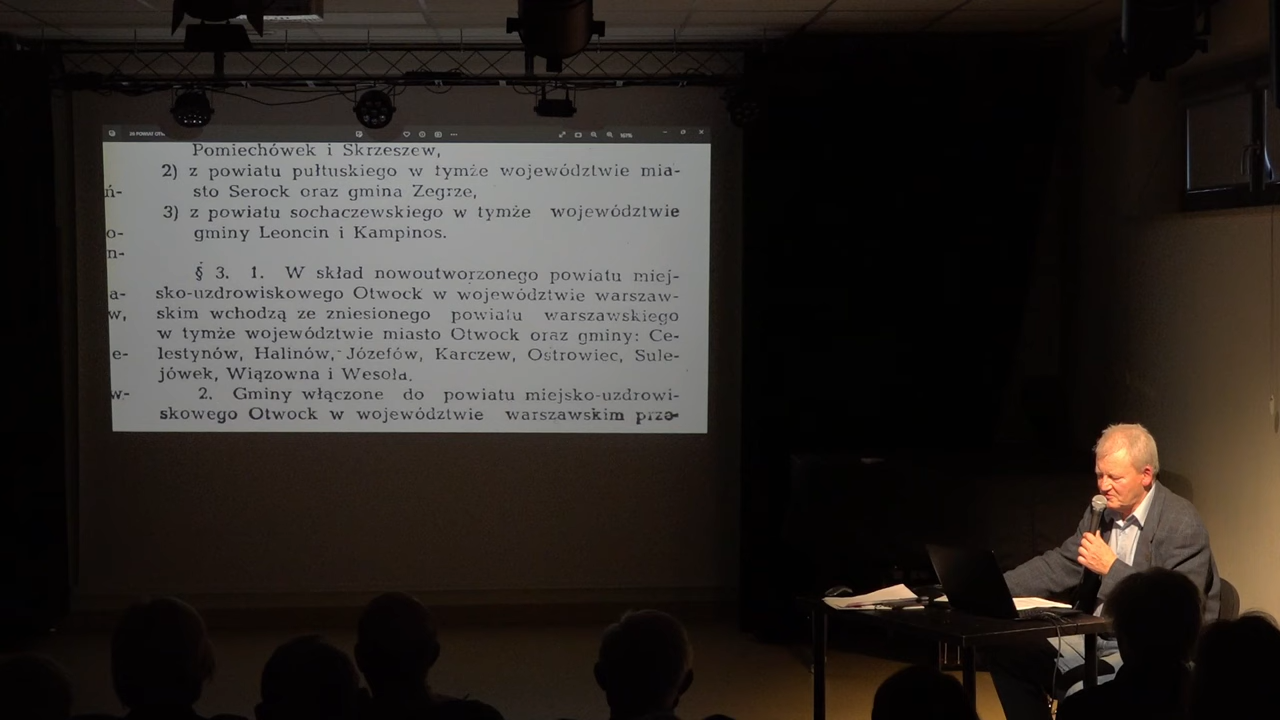 Pomiechówek i Skrzeszew,
2) z powiatu pułtuskiego w tymże województwie mia-
sto Serock oraz gmina Zegrze,
ń-
3) z powiatu sochaczewskiego w tymże województwie
o-
gminy Leoncin i Kampinos.
n-
§ 3. 1. W skład nowoutworzonego powiatu miej-
a-
sko-uzdrowiskowego Otwock w województwie warszaw-
w,
skim wchodzą ze zniesionego powiatu warszawskiego
w tymże województwie miasto Otwock oraz gminy: Ce-
e-
lestynów, Halinów, Józefów, Karczew, Ostrowiec, Sule-
jówek, Wiązowna i Wesoła.
w-
2. Gminy włączone do powiatu miejsko-uzdrowi-
skowego Otwock w województwie warszawskim prze-